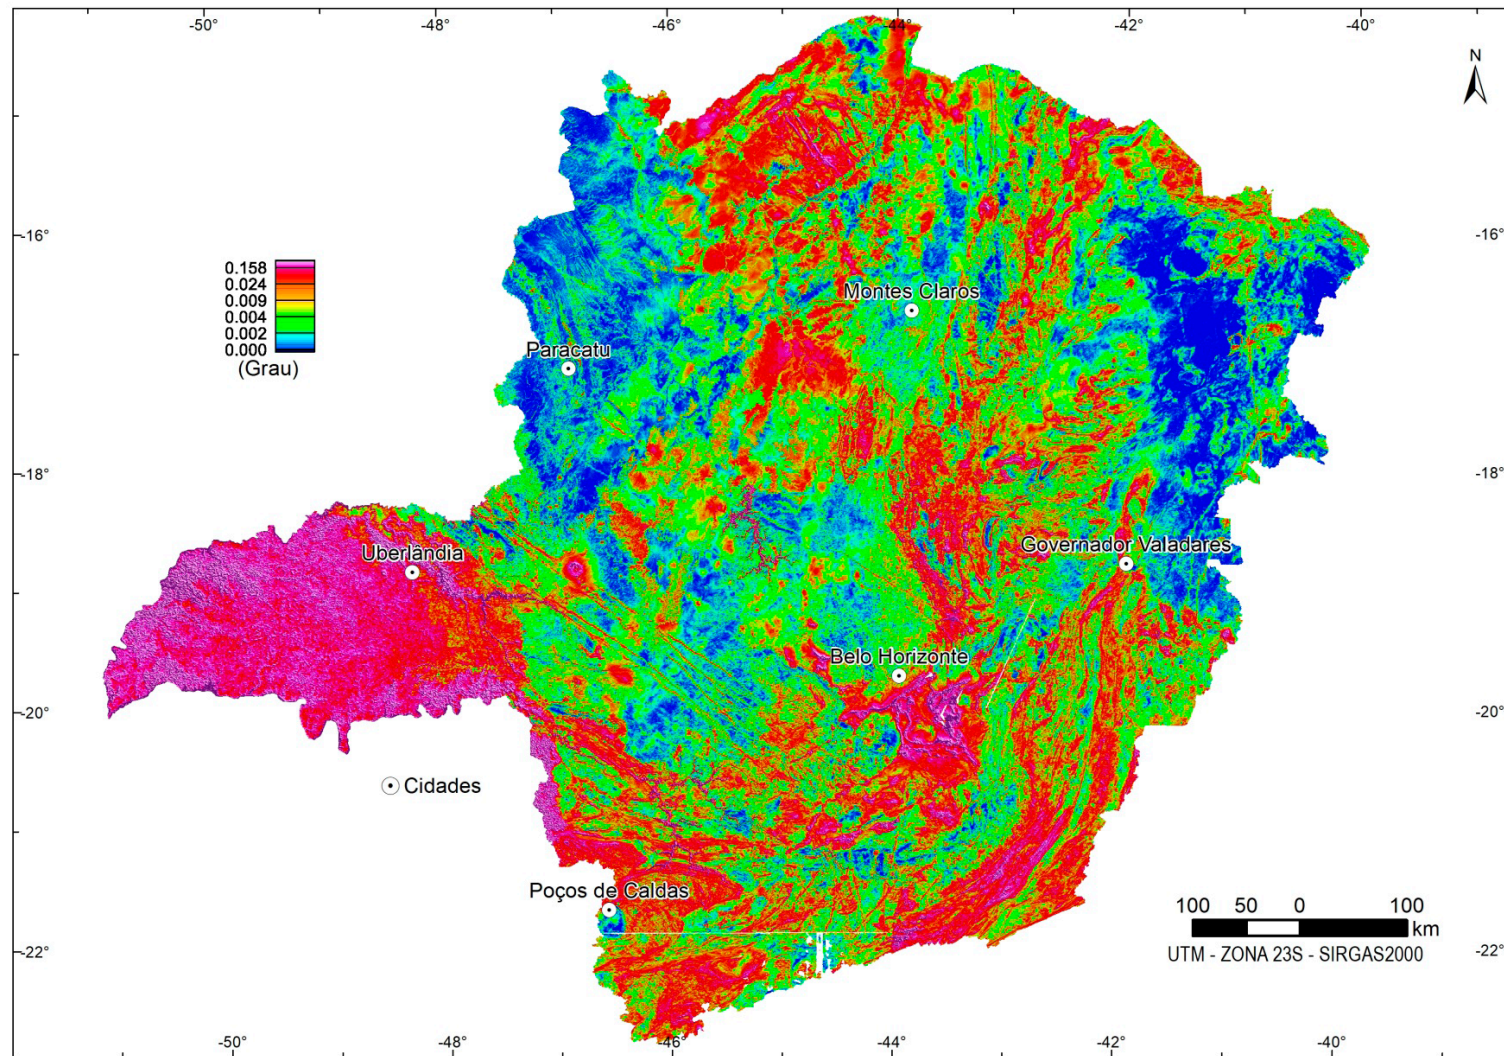 -50° -48° -46° -44° -42° -40°
N
-16° -16°
0.158
0.024
0.009
0.004
0.002
0.000
(Grau)
Montes Claros
Paracatu
-18° -18°
Uberlândia
Governador Valadares
Belo Horizonte
-20° -20°
Cidades
Poços de Caldas
100 50 0 100
km
UTM - ZONA 23S - SIRGAS2000
-22° -22°
-50° -48° -46° -44° -42° -40°